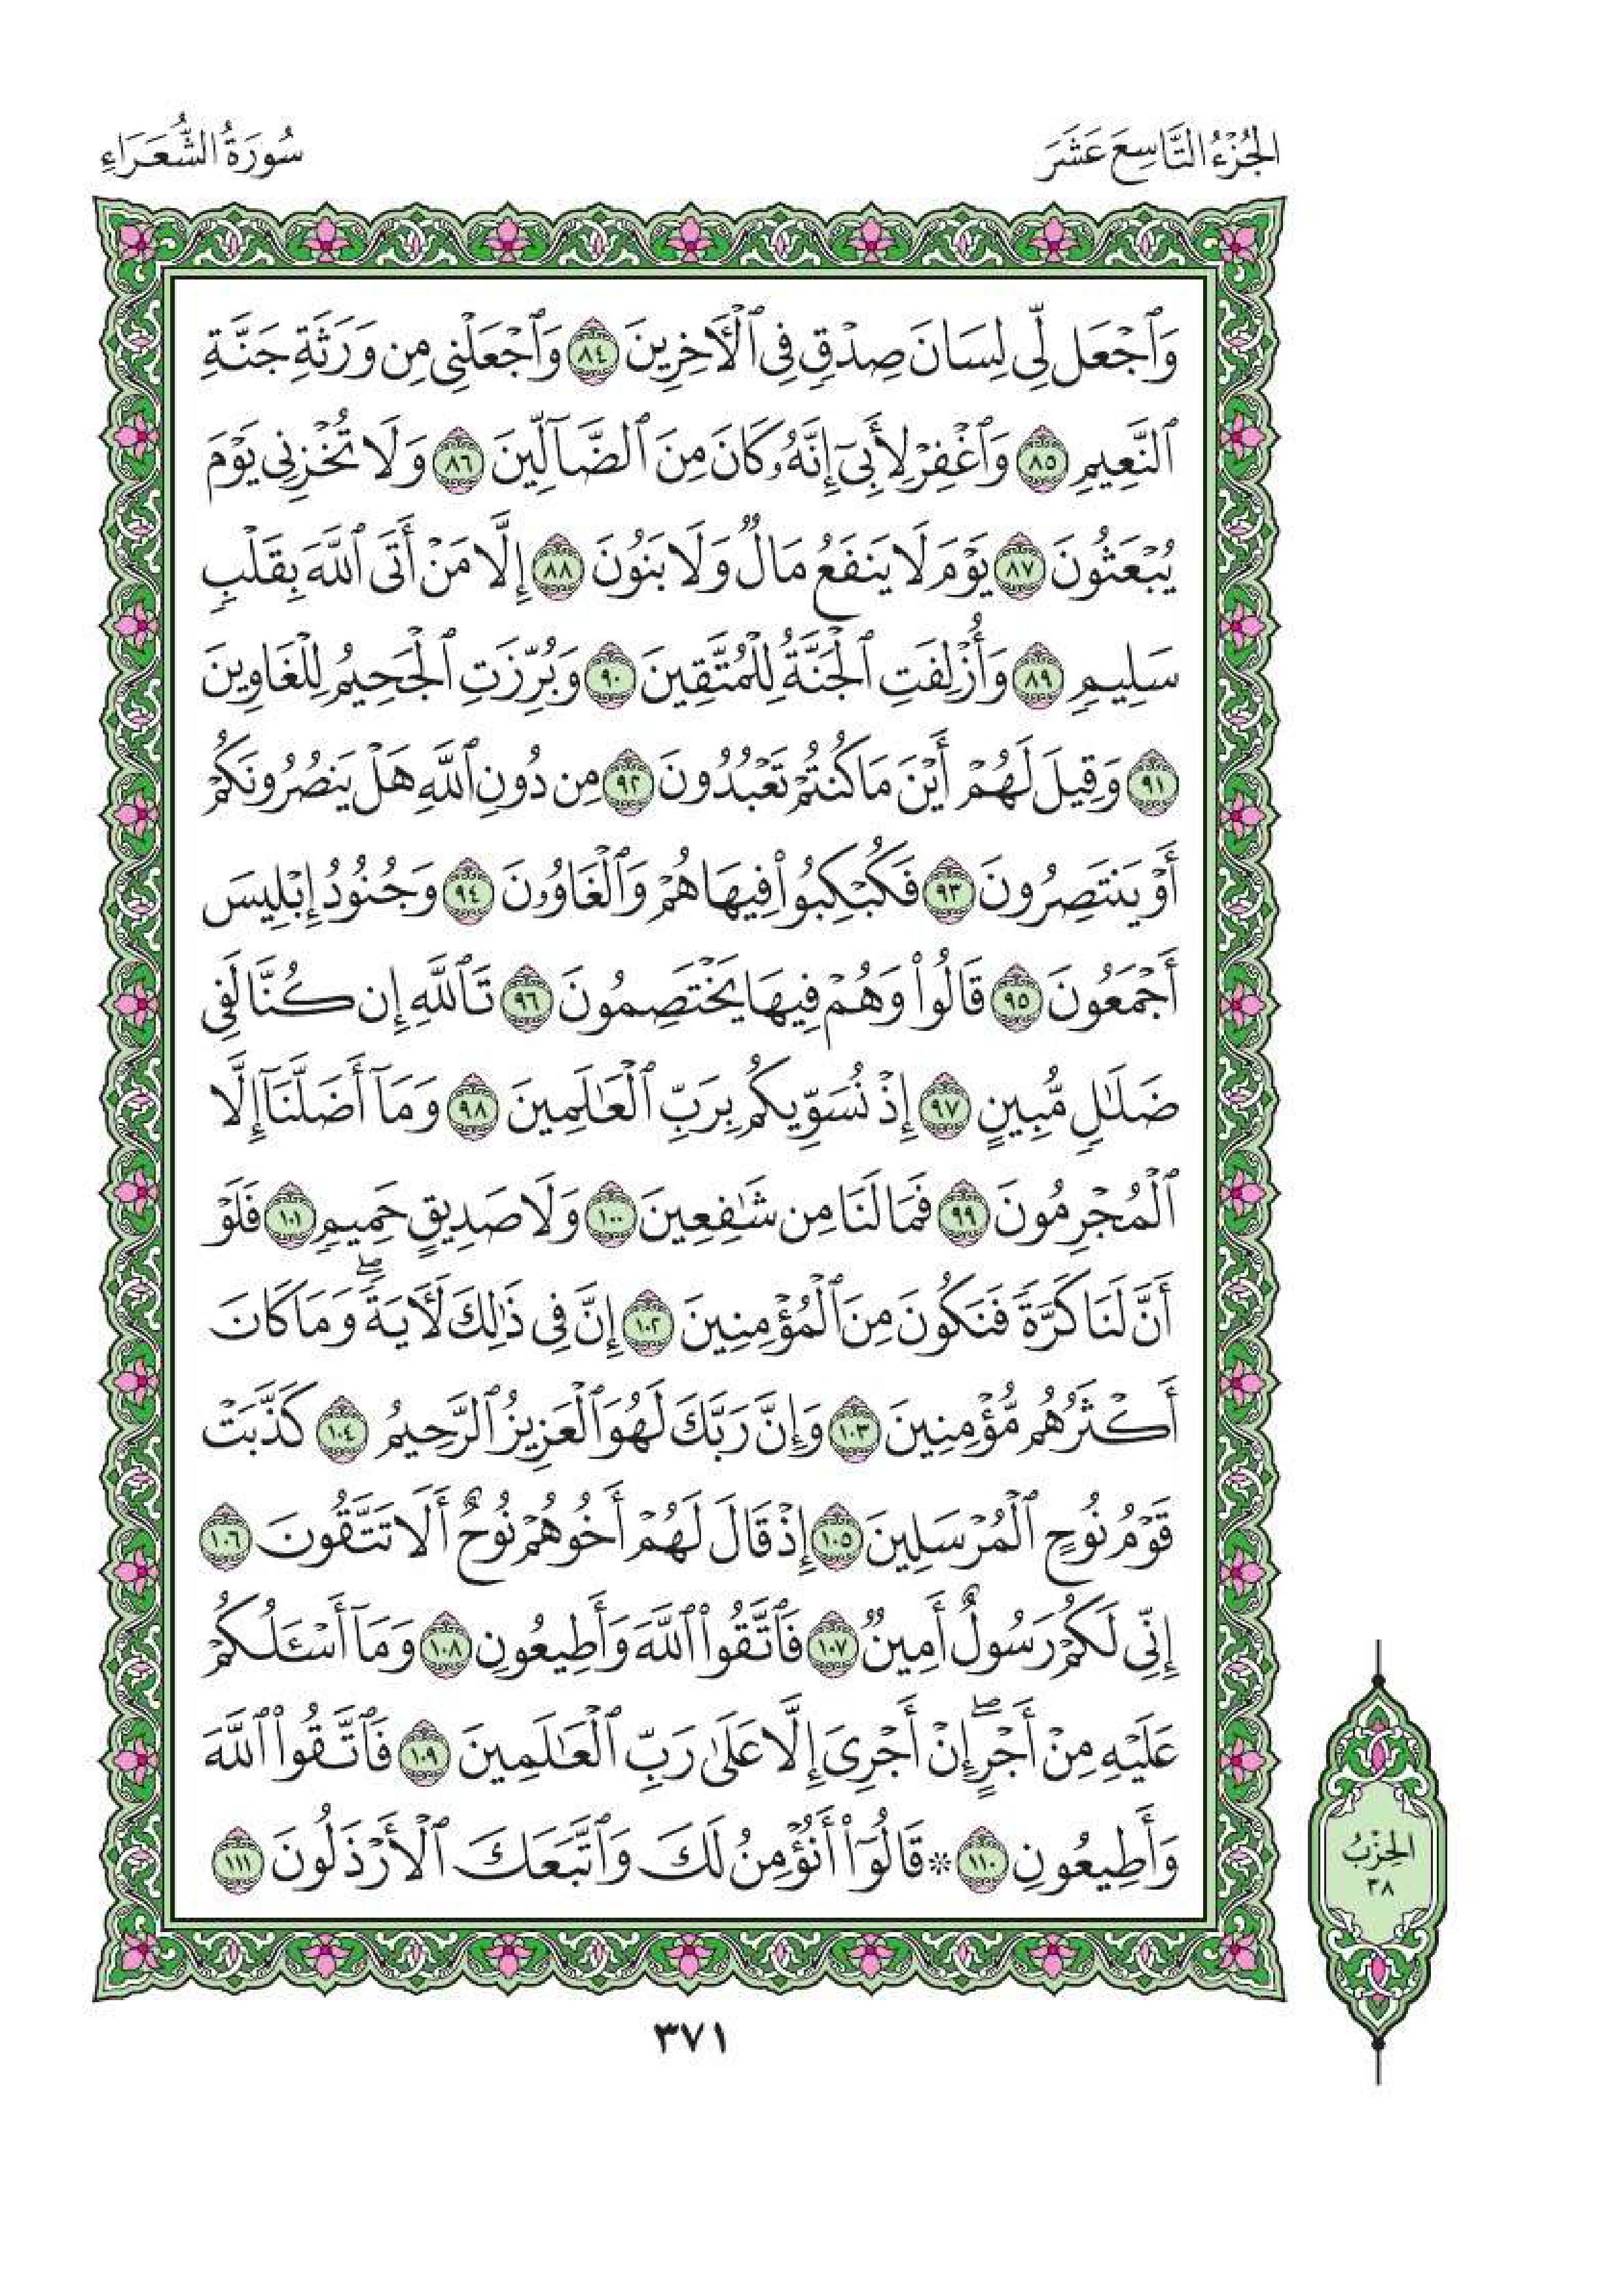 الجُزْءُ التَّاسِعَ عَشَرَ
سُورَةُ الشُّعَرَاءِ
وَٱجْعَل لِّى لِسَانَ صِدْقٍ فِى ٱلْأَخِرِينَ ٨٤ وَٱجْعَلْنِى مِن وَرَثَةِ جَنَّةِ
ٱلنَّعِيمِ ٨٥ وَٱغْفِرْ لِأَبِىٓ إِنَّهُۥ كَانَ مِنَ ٱلضَّآلِّينَ ٨٦ وَلَا تُخْزِنِى يَوْمَ
يُبْعَثُونَ ٨٧ يَوْمَ لَا يَنفَعُ مَالٌ وَلَا بَنُونَ ٨٨ إِلَّا مَنْ أَتَى ٱللَّهَ بِقَلْبٍ
سَلِيمٍ ٨٩ وَأُزْلِفَتِ ٱلْجَنَّةُ لِلْمُتَّقِينَ ٩٠ وَبُرِّزَتِ ٱلْجَحِيمُ لِلْغَاوِينَ
٩١ وَقِيلَ لَهُمْ أَيْنَ مَا كُنتُمْ تَعْبُدُونَ ٩٢ مِن دُونِ ٱللَّهِ هَلْ يَنصُرُونَكُمْ
أَوْ يَنتَصِرُونَ ٩٣ فَكُبْكِبُوا۟ فِيهَا هُمْ وَٱلْغَاوُۥنَ ٩٤ وَجُنُودُ إِبْلِيسَ
أَجْمَعُونَ ٩٥ قَالُوا۟ وَهُمْ فِيهَا يَخْتَصِمُونَ ٩٦ تَٱللَّهِ إِن كُنَّا لَفِى
ضَلَٰلٍ مُّبِينٍ ٩٧ إِذْ نُسَوِّيكُم بِرَبِّ ٱلْعَٰلَمِينَ ٩٨ وَمَآ أَضَلَّنَآ إِلَّا
ٱلْمُجْرِمُونَ ٩٩ فَمَا لَنَا مِن شَٰفِعِينَ ١٠٠ وَلَا صَدِيقٍ حَمِيمٍ ١٠١ فَلَوْ
أَنَّ لَنَا كَرَّةً فَنَكُونَ مِنَ ٱلْمُؤْمِنِينَ ١٠٢ إِنَّ فِى ذَٰلِكَ لَأَيَةً ۖ وَمَا كَانَ
أَكْثَرُهُم مُّؤْمِنِينَ ١٠٣ وَإِنَّ رَبَّكَ لَهُوَ ٱلْعَزِيزُ ٱلرَّحِيمُ ١٠٤ كَذَّبَتْ
قَوْمُ نُوحٍ ٱلْمُرْسَلِينَ ١٠٥ إِذْ قَالَ لَهُمْ أَخُوهُمْ نُوحٌ أَلَا تَتَّقُونَ ١٠٦
إِنِّى لَكُمْ رَسُولٌ أَمِينٌ ١٠٧ فَٱتَّقُوا۟ ٱللَّهَ وَأَطِيعُونِ ١٠٨ وَمَآ أَسْـَٔلُكُمْ
عَلَيْهِ مِنْ أَجْرٍ ۖ إِنْ أَجْرِىَ إِلَّا عَلَىٰ رَبِّ ٱلْعَٰلَمِينَ ١٠٩ فَٱتَّقُوا۟ ٱللَّهَ
وَأَطِيعُونِ ١١٠ ۞ قَالُوٓا۟ أَنُؤْمِنُ لَكَ وَٱتَّبَعَكَ ٱلْأَرْذَلُونَ ١١١
الحِزْبُ
٣٨
٣٧١